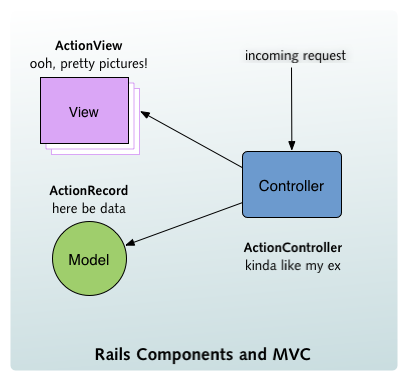 ActionView
ooh, pretty pictures!
View
incoming request
Controller
ActionController
kinda like my ex
ActionRecord
here be data
Model
Rails Components and MVC